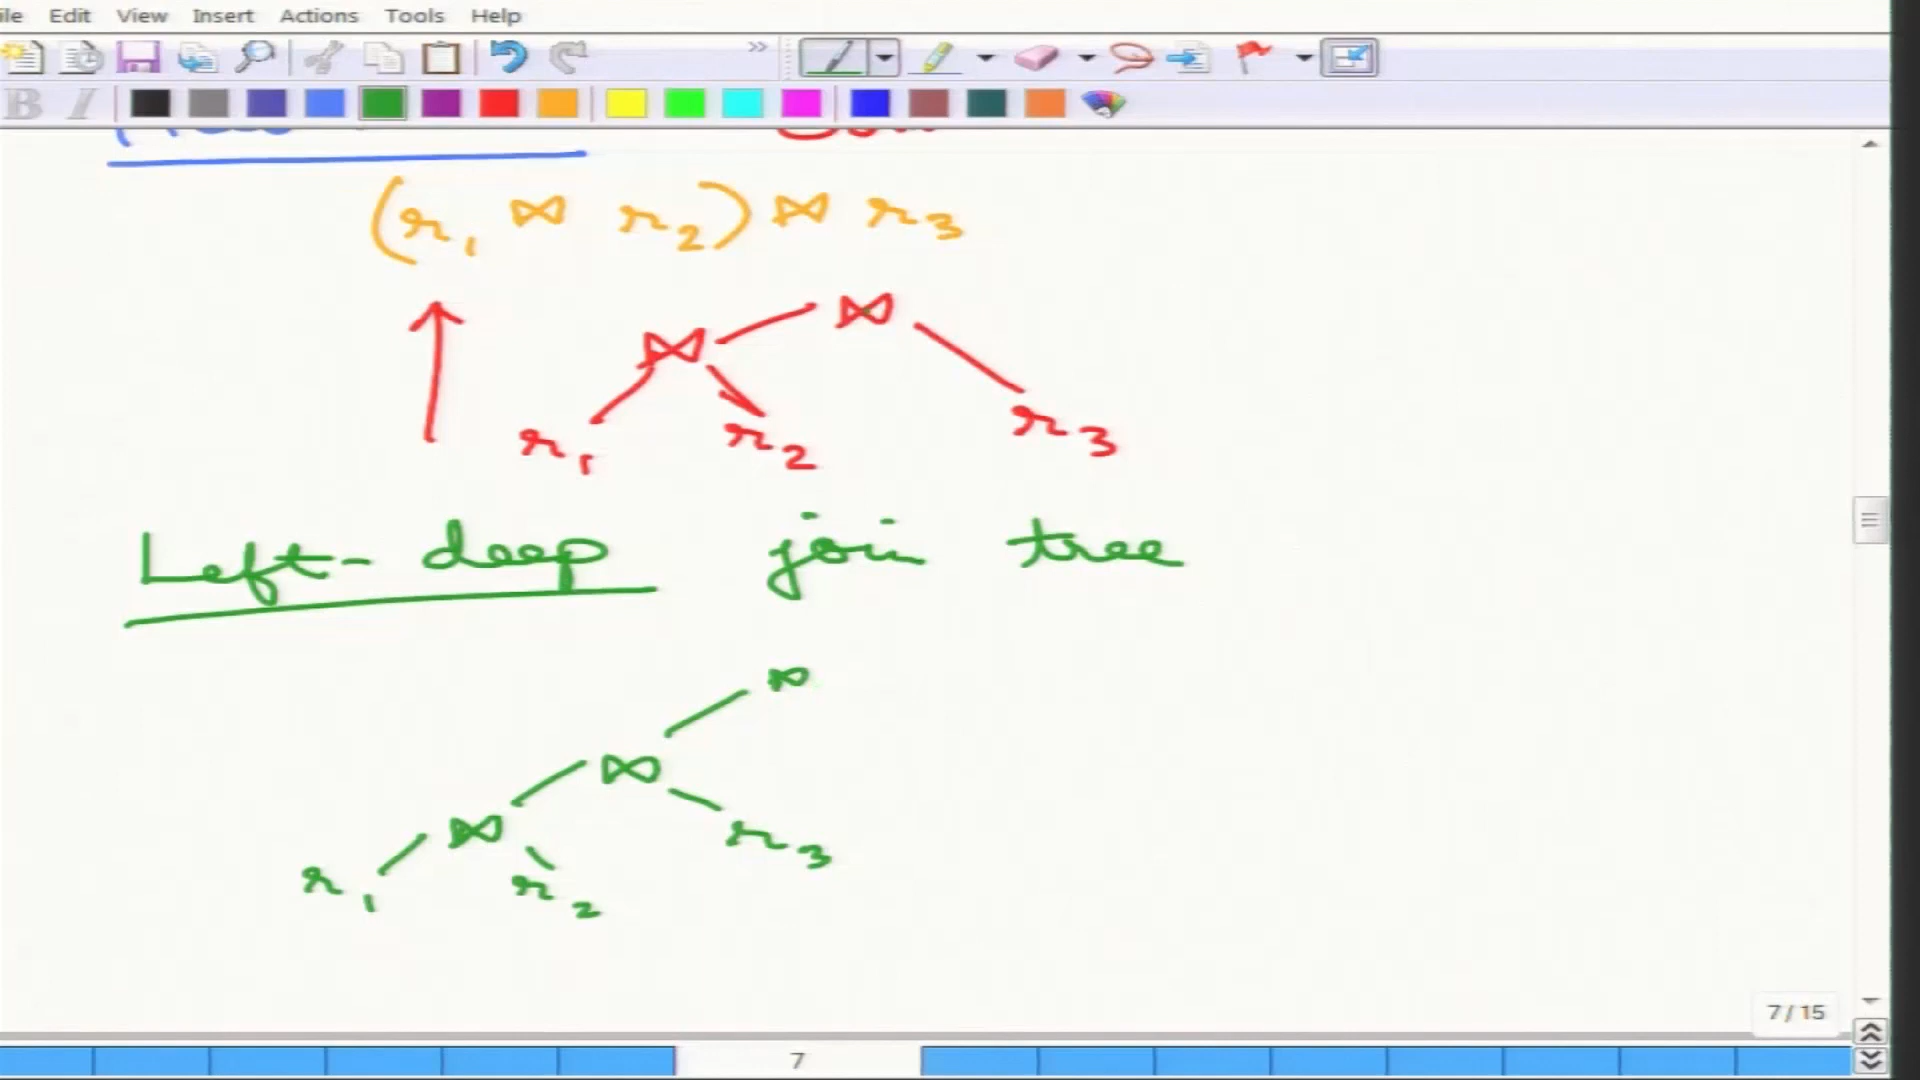 File Edit View Insert Actions Tools Help
B I
(r₁ ⋈ r₂) ⋈ r₃
⋈
⋈
r₁ r₂ r₃
Left-deep join tree
⋈
⋈
⋈ r₃
r₁ r₂
7 / 15
7